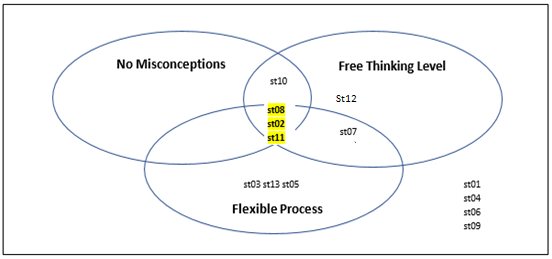 No Misconceptions
Free Thinking Level
st10
St12
st08
st02
st11
st07
st03 st13 st05
Flexible Process
st01
st04
st06
st09